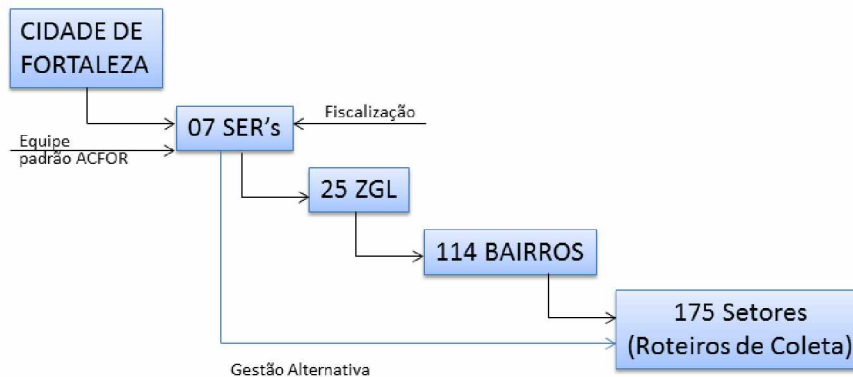 CIDADE DE
FORTALEZA
07 SER's
Fiscalização
Equipe
padrão ACFOR
25 ZGL
114 BAIRROS
175 Setores
(Roteiros de Coleta)
Gestão Alternativa